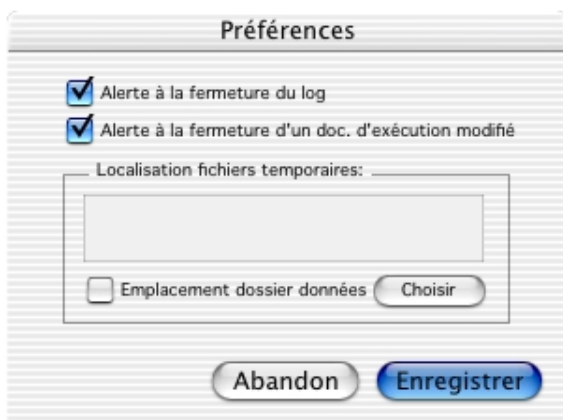 Préférences
Alerte à la fermeture du log
Alerte à la fermeture d'un doc. d'exécution modifié
Localisation fichiers temporaires:
Emplacement dossier données Choisir
Abandon Enregistrer